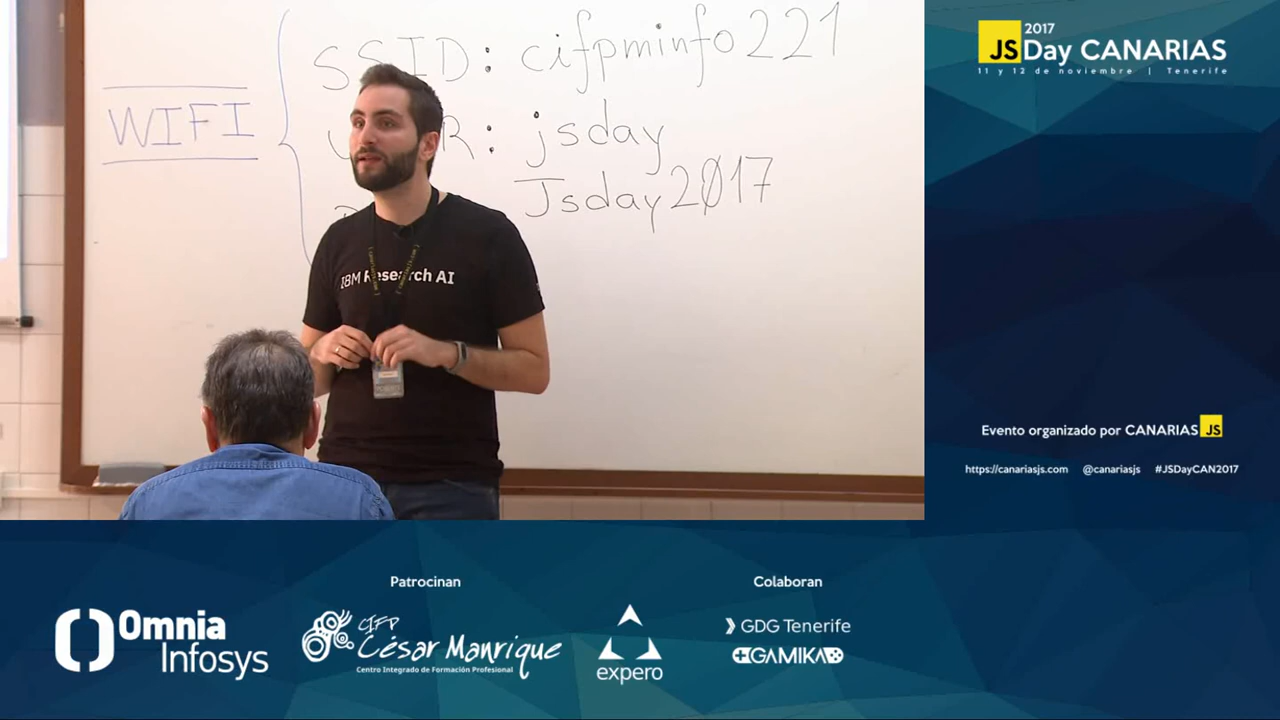 WIFI
SSID: cifpminfo221
: jsday
Jsday2017
IBM Research AI
2017
JSDay CANARIAS
11 y 12 de noviembre | Tenerife
Evento organizado por CANARIAS JS
https://canariasjs.com @canariasjs #JSDayCAN2017
Patrocinan
Omnia
Infosys
CIFP
César Manrique
Centro Integrado de Formación Profesional
expero
Colaboran
GDG Tenerife
GAMIKA